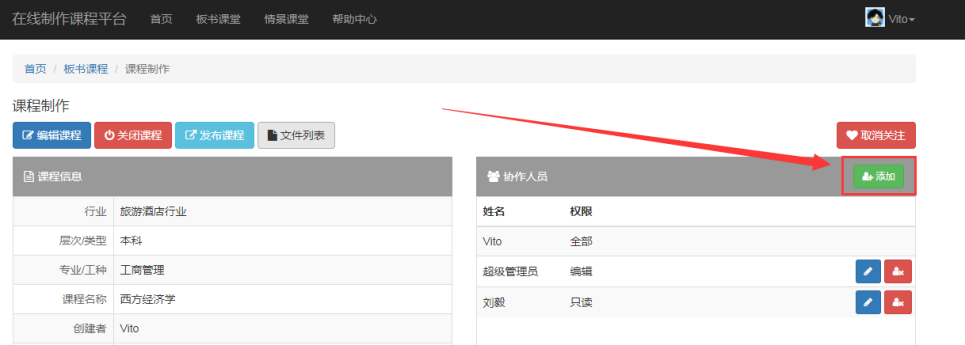 在线制作课程平台 首页 板书课堂 情景课堂 帮助中心 Vito
首页 / 板书课程 / 课程制作
课程制作
编辑课程 关闭课程 发布课程 文件列表 取消关注
课程信息
行业 旅游酒店行业
层次/类型 本科
专业/工种 工商管理
课程名称 西方经济学
创建者 Vito
协作人员 添加
姓名 权限
Vito 全部
超级管理员 编辑
刘毅 只读